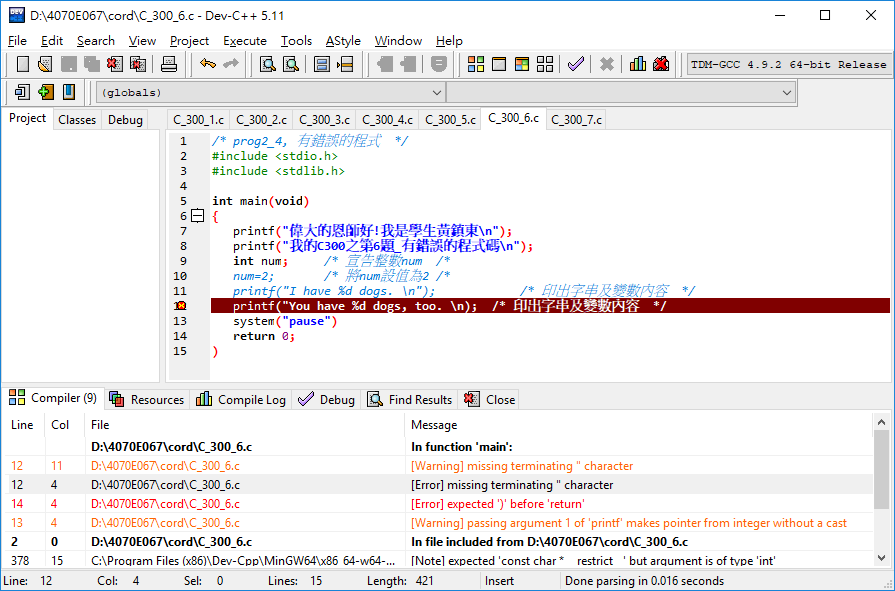 D:\4070E067\cord\C_300_6.c - Dev-C++ 5.11
File Edit Search View Project Execute Tools AStyle Window Help
TDM-GCC 4.9.2 64-bit Release
(globals)
Project Classes Debug
C_300_1.c C_300_2.c C_300_3.c C_300_4.c C_300_5.c C_300_6.c C_300_7.c
1 /* prog2_4, 有錯誤的程式 */
2 #include <stdio.h>
3 #include <stdlib.h>
4
5 int main(void)
6 {
7 printf("偉大的恩師好!我是學生黃鎮東\n");
8 printf("我的C300之第6題_有錯誤的程式碼\n");
9 int num; /* 宣告整數num /*
10 num=2; /* 將num設值為2 /*
11 printf("I have %d dogs. \n"); /* 印出字串及變數內容 */
printf("You have %d dogs, too. \n); /* 印出字串及變數內容 */
13 system("pause")
14 return 0;
15 )
Compiler (9) Resources Compile Log Debug Find Results Close
Line Col File Message
D:\4070E067\cord\C_300_6.c In function 'main':
12 11 D:\4070E067\cord\C_300_6.c [Warning] missing terminating " character
12 4 D:\4070E067\cord\C_300_6.c [Error] missing terminating " character
14 4 D:\4070E067\cord\C_300_6.c [Error] expected ')' before 'return'
13 4 D:\4070E067\cord\C_300_6.c [Warning] passing argument 1 of 'printf' makes pointer from integer without a cast
2 0 D:\4070E067\cord\C_300_6.c In file included from D:\4070E067\cord\C_300_6.c
378 15 C:\Program Files (x86)\Dev-Cpp\MinGW64\x86_64-w64-... [Note] expected 'const char * __restrict__' but argument is of type 'int'
Line: 12 Col: 4 Sel: 0 Lines: 15 Length: 421 Insert Done parsing in 0.016 seconds